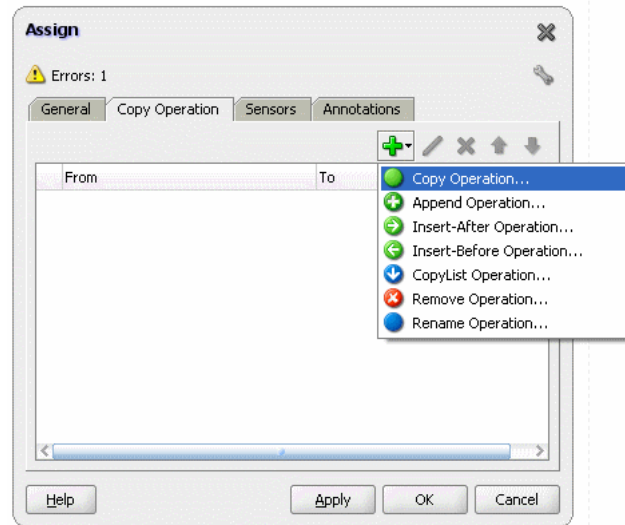 Assign
Errors: 1
General Copy Operation Sensors Annotations
From To
Copy Operation...
Append Operation...
Insert-After Operation...
Insert-Before Operation...
CopyList Operation...
Remove Operation...
Rename Operation...
Help Apply OK Cancel